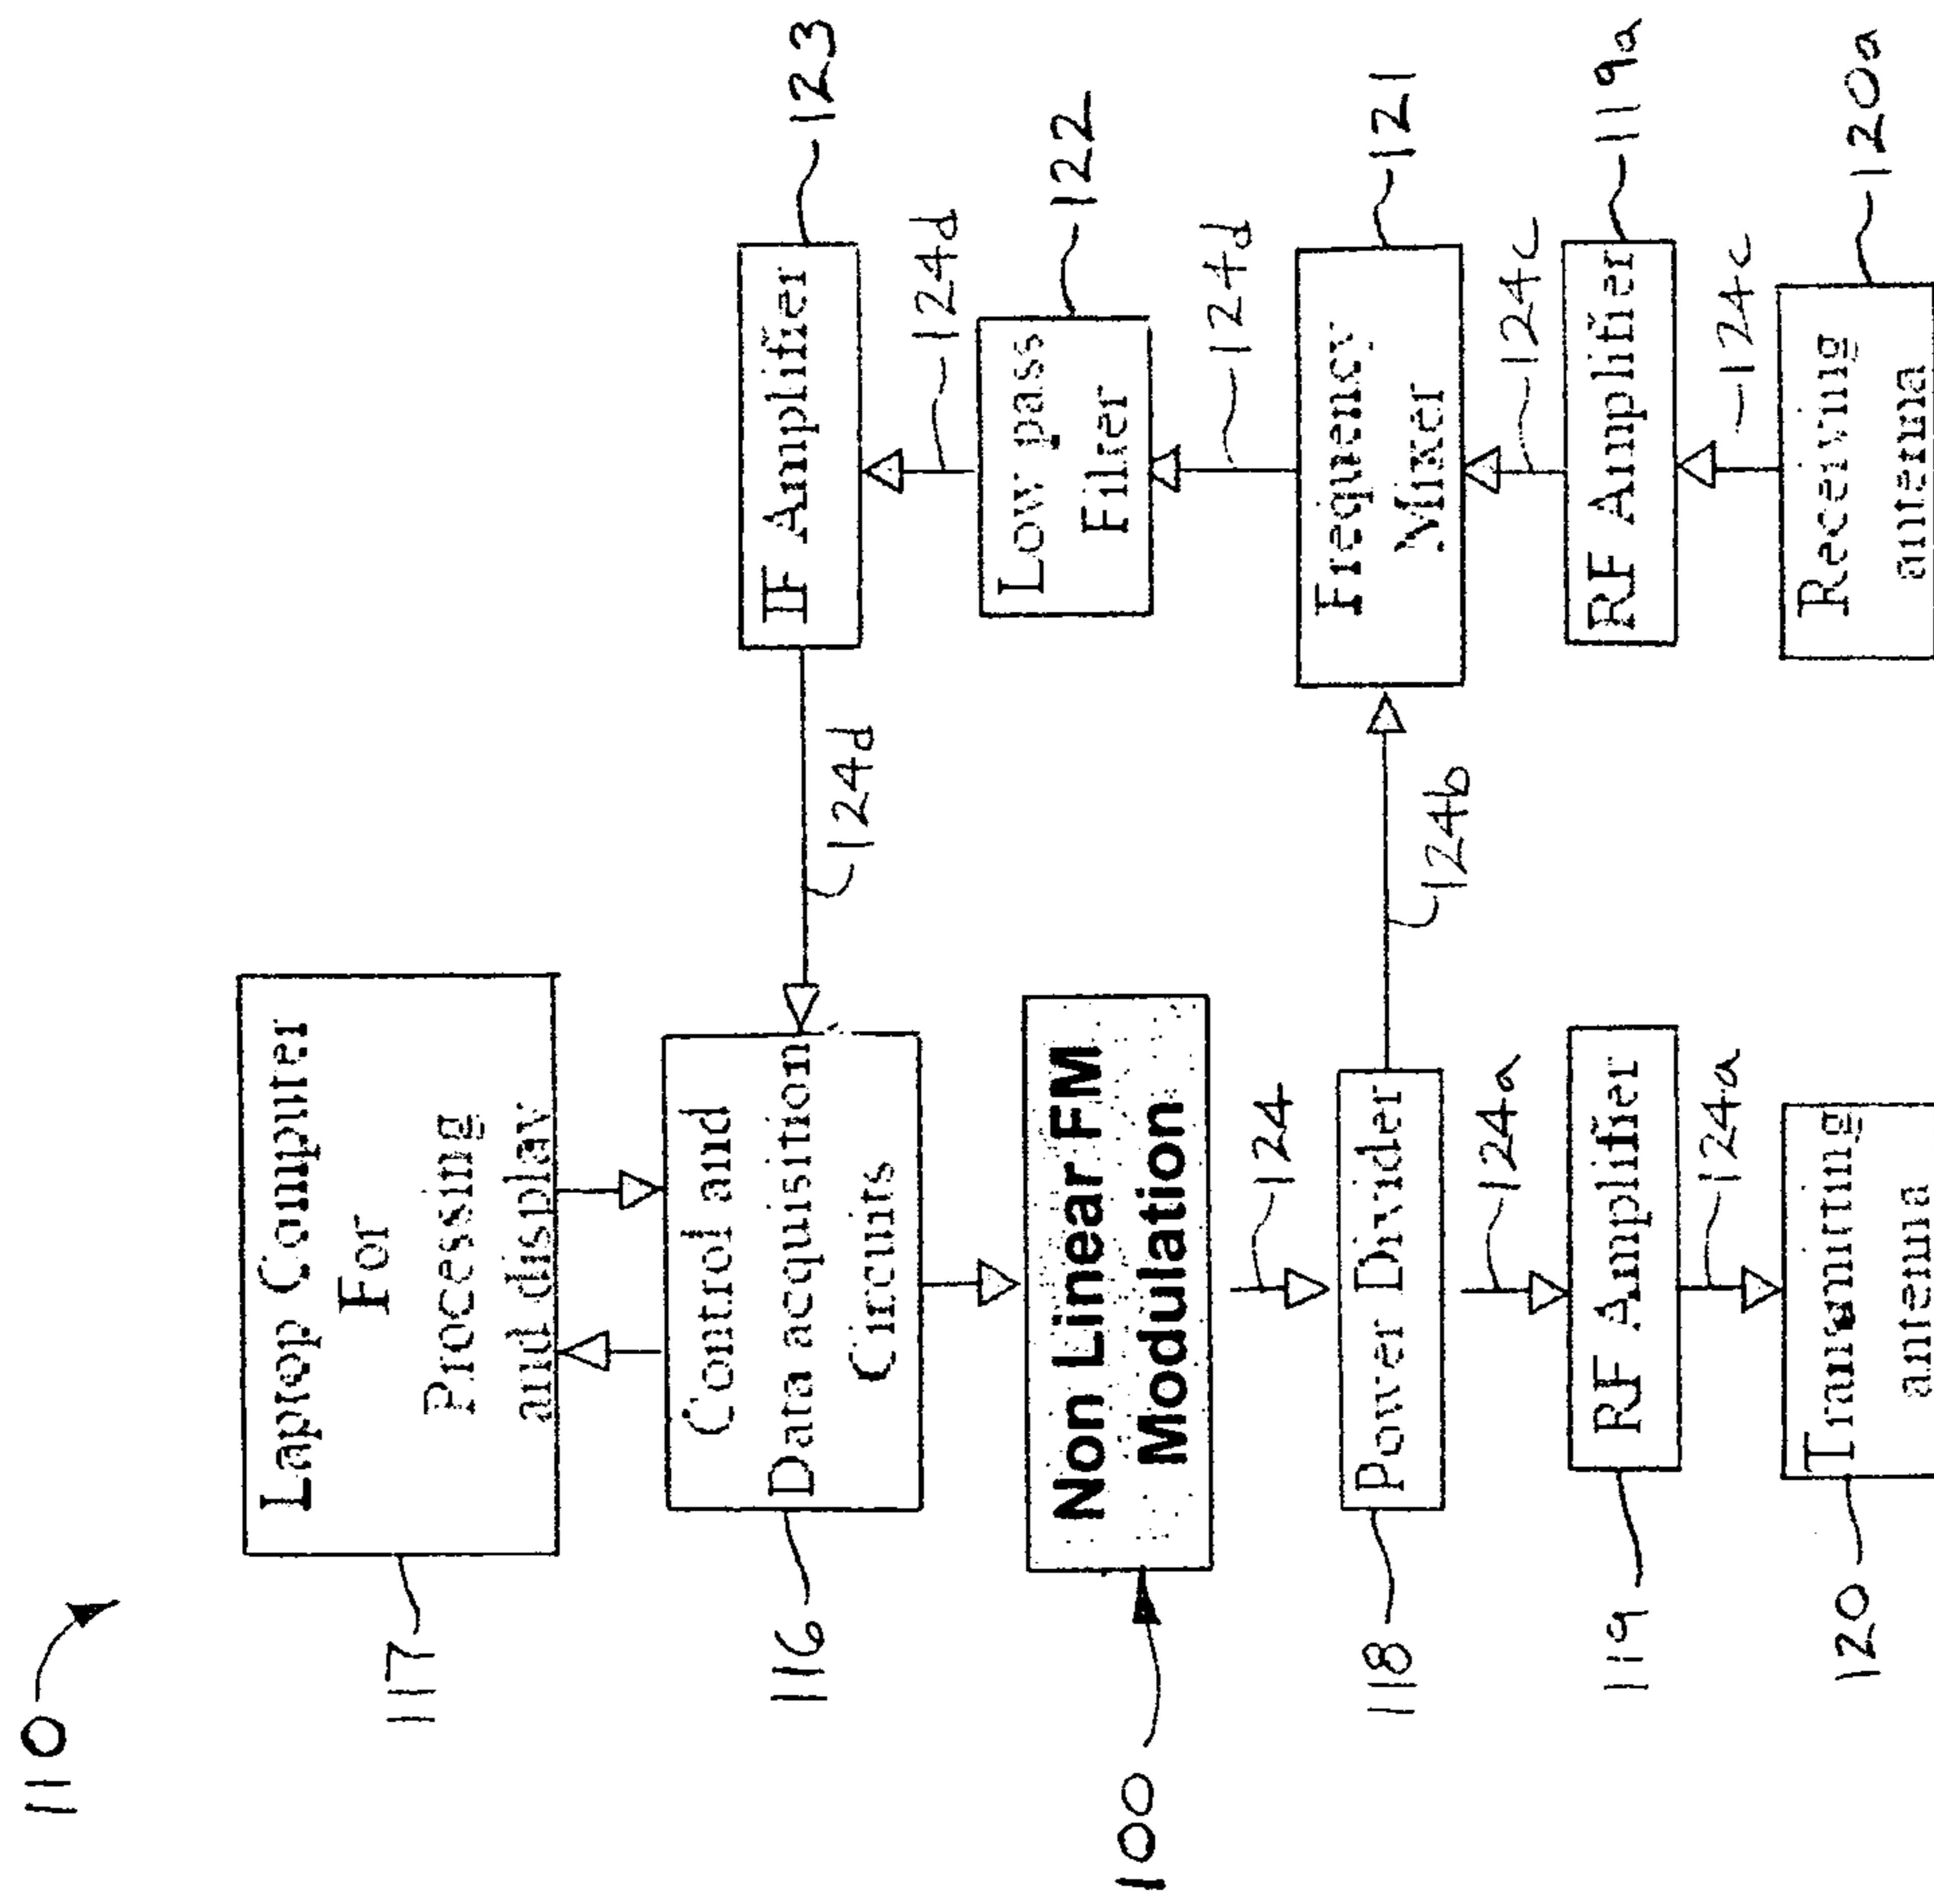 110
117
Laptop Computer
For
Processing
and display
116
Control and
Data acquisition
Circuits
124d
IF Amplifier
123
124d
Low pass
Filter
122
124d
100
Non Linear FM
Modulation
124
118
Power Divider
124b
Frequency
Mixer
121
124a
124c
119
RF Amplifier
RF Amplifier
119a
124a
124c
120
Transmitting
antenna
Receiving
antenna
120a